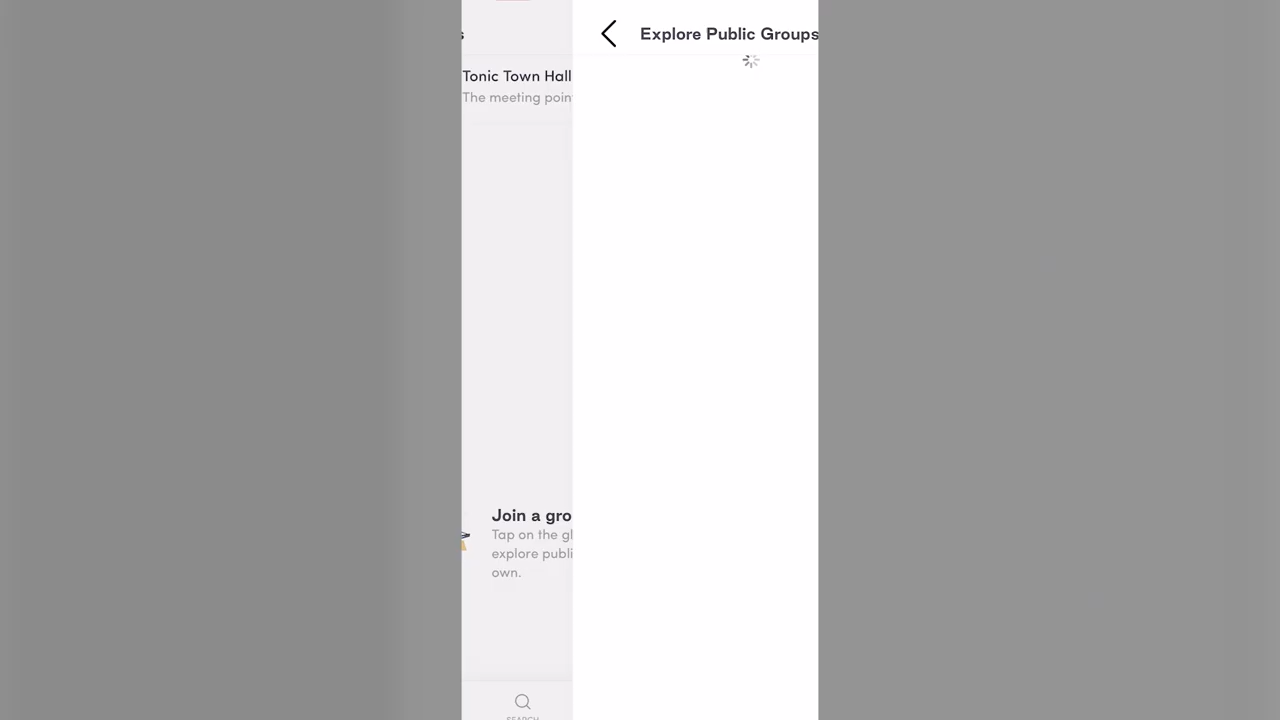 s
Explore Public Groups
Tonic Town Hall
The meeting poin
Join a gro
Tap on the gl
explore publi
own.
SEARCH